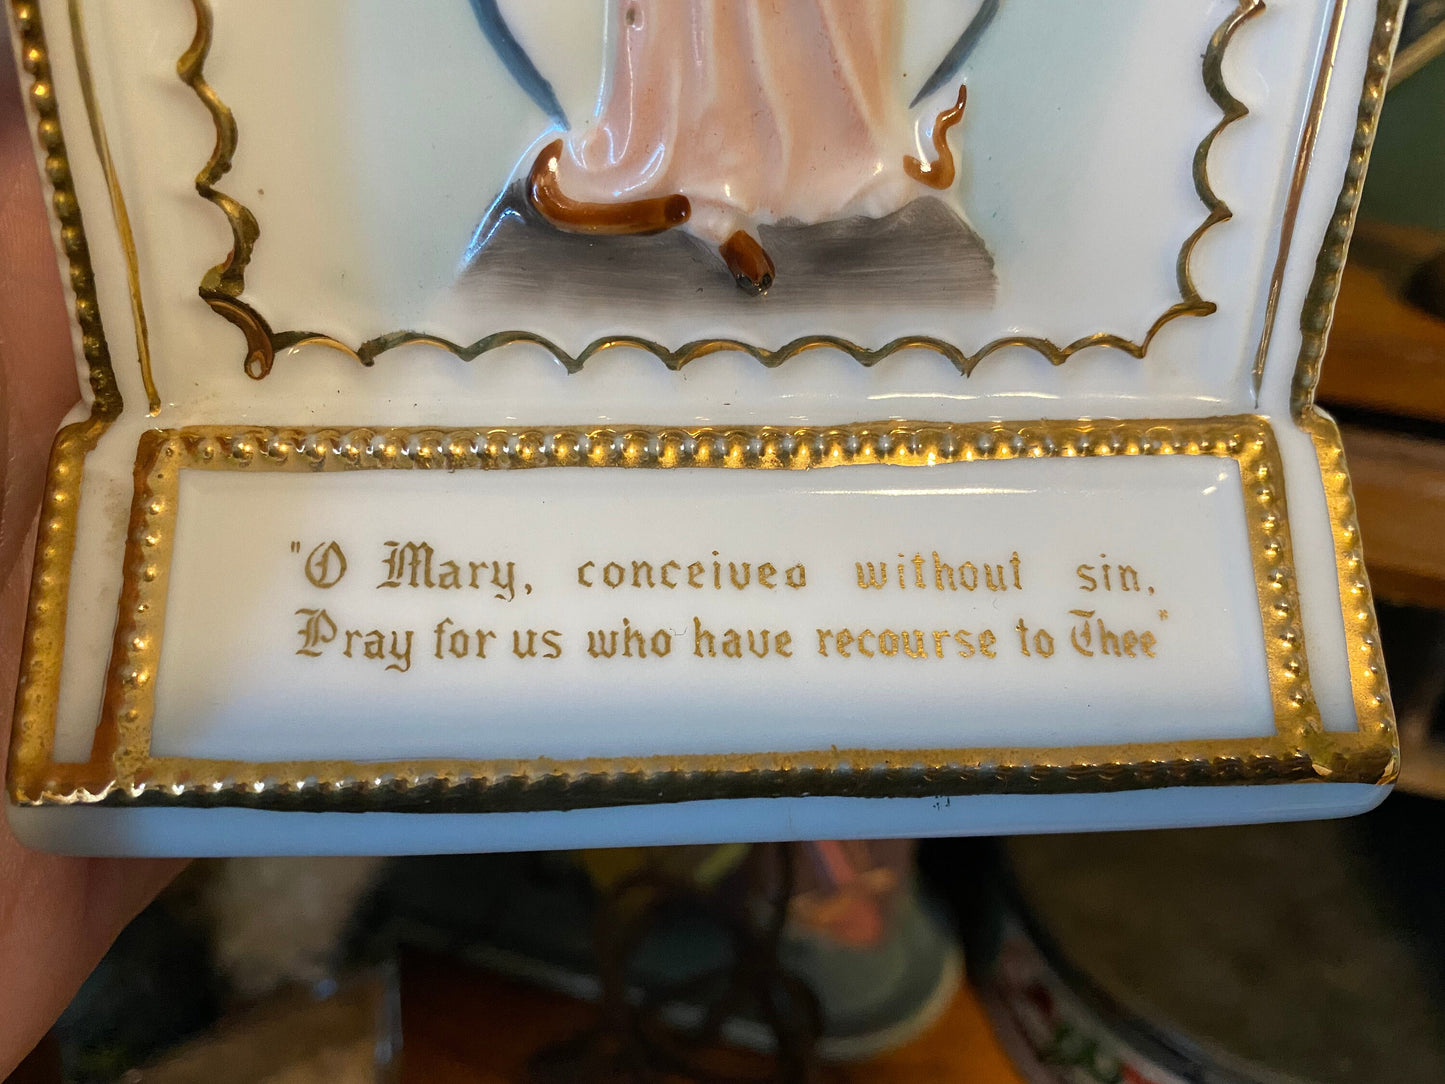 "O Mary, conceived without sin,
Pray for us who have recourse to Thee"